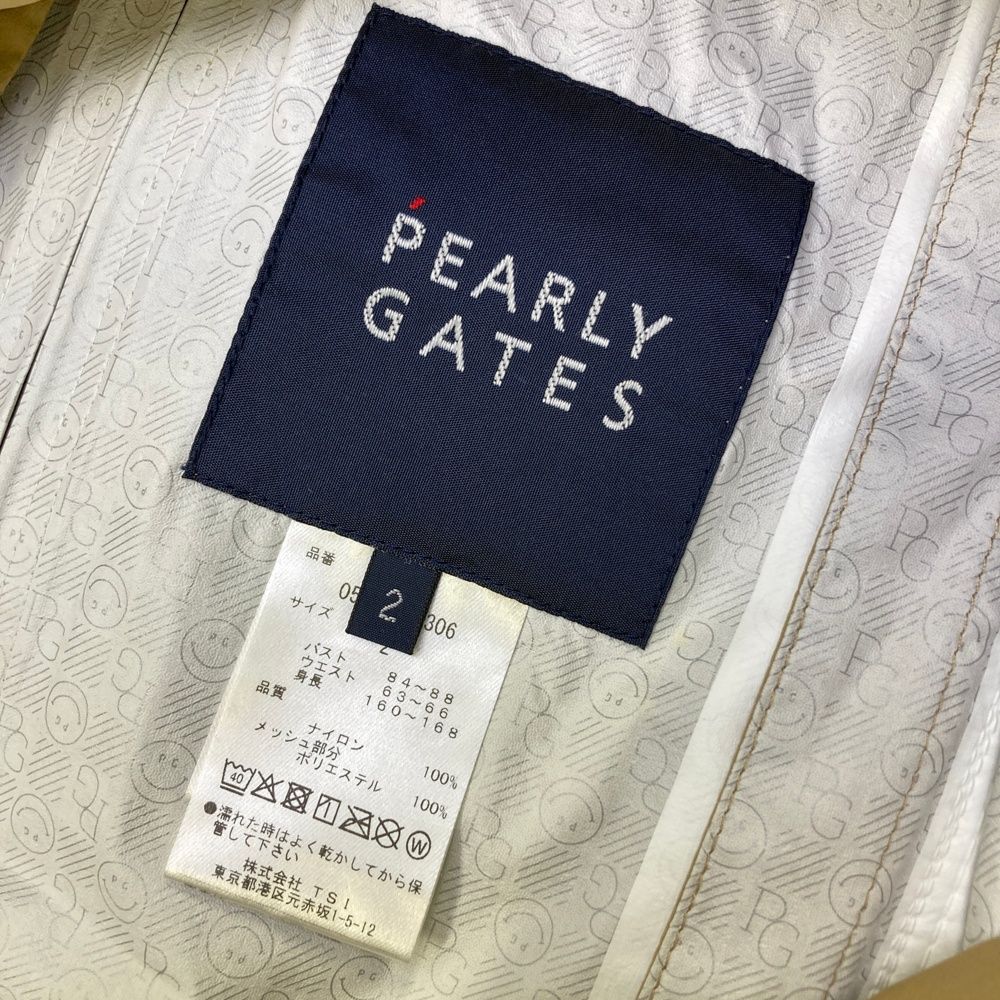 PEARLY
GATES
2
品番
05 306
サイズ
2
バスト 84～88
ウエスト 63～66
身長 160～168
品質
ナイロン 100%
メッシュ部分
ポリエステル 100%
40 W
●濡れた時はよく乾かしてから保
管して下さい
株式会社 TSI
東京都港区元赤坂1-5-12
PG